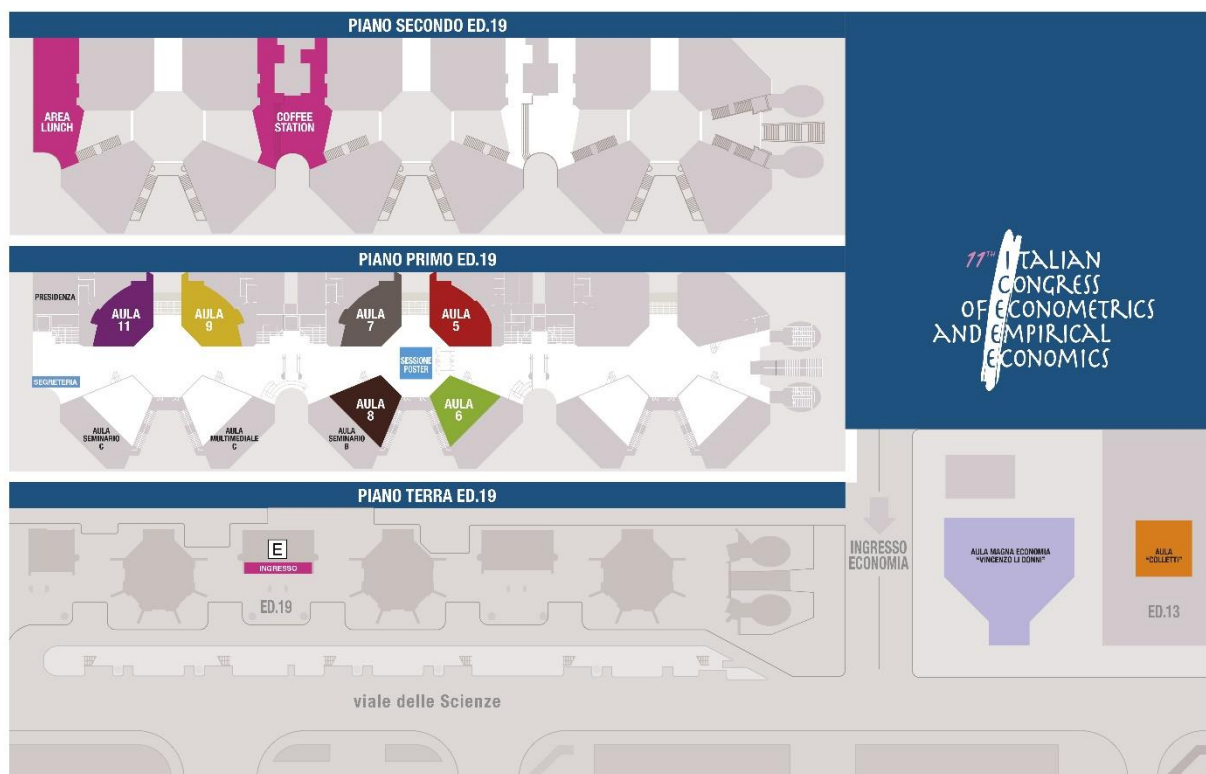 PIANO SECONDO ED.19
AREA
LUNCH
COFFEE
STATION
PIANO PRIMO ED.19
PRESIDENZA
AULA
11
AULA
9
AULA
7
AULA
5
SESSIONE
POSTER
SEGRETERIA
AULA
8
AULA
6
AULA
SEMINARIO
C
AULA
MULTIMEDIALE
C
AULA
SEMINARIO
B
11TH ITALIAN
CONGRESS
OF ECONOMETRICS
AND EMPIRICAL
ECONOMICS
PIANO TERRA ED.19
E
INGRESSO
ED.19
INGRESSO
ECONOMIA
AULA MAGNA ECONOMIA
"VINCENZO LI DONNI"
AULA
"COLLETTI"
ED.13
viale delle Scienze